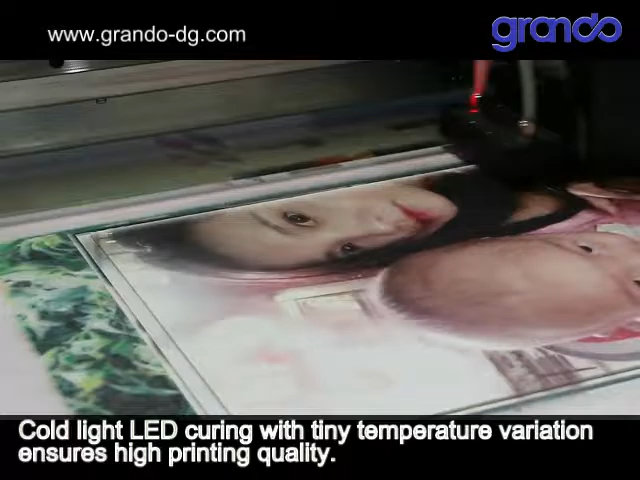 www.grando-dg.com
grando
Cold light LED curing with tiny temperature variation
ensures high printing quality.